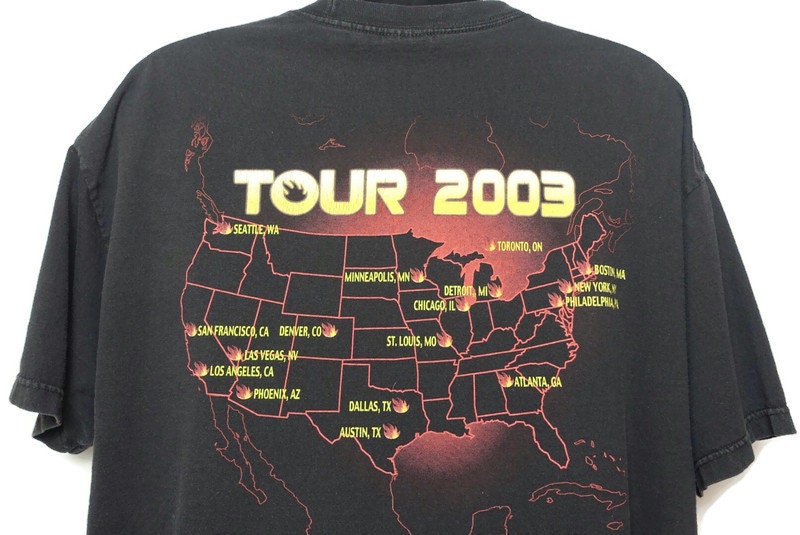 TOUR 2003
SEATTLE, WA
TORONTO, ON
BOSTON, MA
MINNEAPOLIS, MN
DETROIT, MI
NEW YORK, NY
CHICAGO, IL
PHILADELPHIA, PA
SAN FRANCISCO, CA
DENVER, CO
ST. LOUIS, MO
LAS VEGAS, NV
LOS ANGELES, CA
ATLANTA, GA
PHOENIX, AZ
DALLAS, TX
AUSTIN, TX